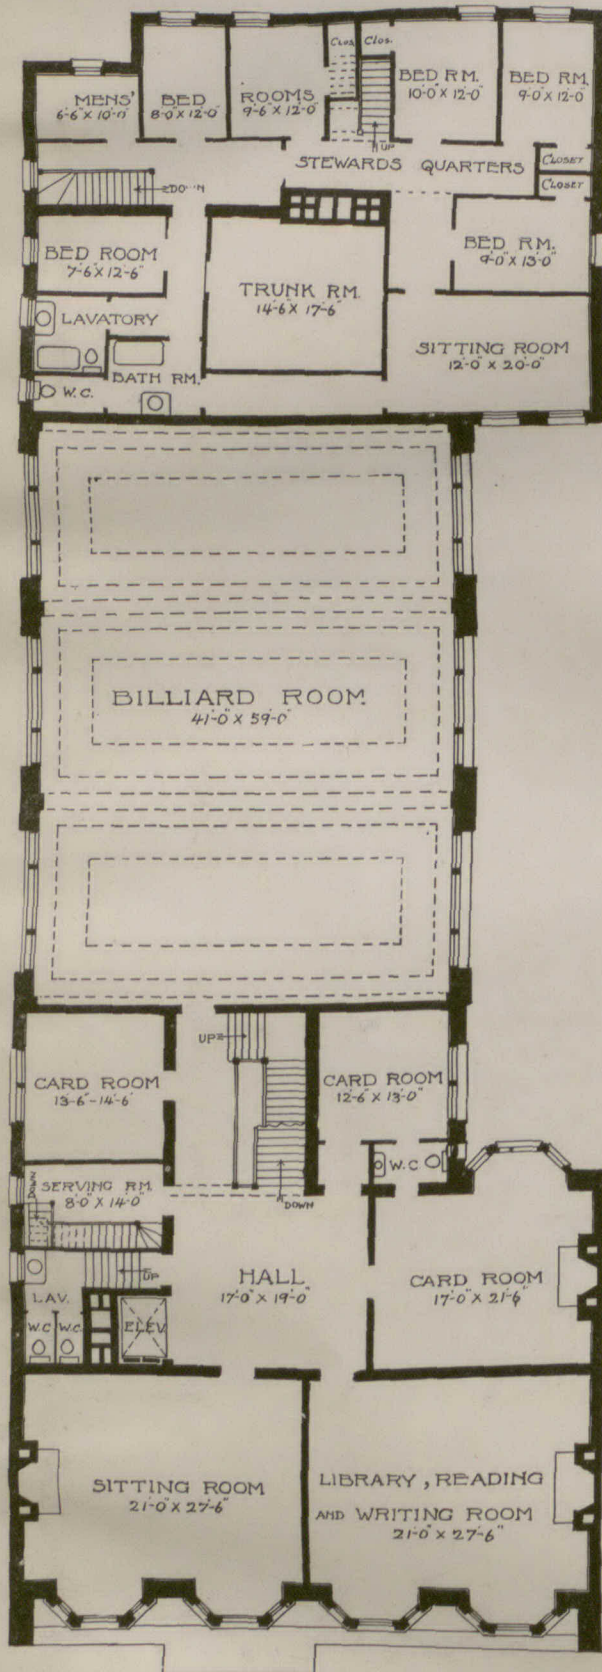 MENS'
6'-6" X 10'-0"
BED
8'-0" X 12'-0"
ROOMS
9'-6" X 12'-0"
CLOS.
CLOS.
BED RM.
10'-0" X 12'-0"
BED RM.
9'-0" X 12'-0"
UP
STEWARDS QUARTERS
CLOSET
CLOSET
DOWN
BED ROOM
7'-6" X 12'-6"
TRUNK RM.
14'-6" X 17'-6"
BED RM.
9'-0" X 13'-0"
LAVATORY
SITTING ROOM
12'-0" X 20'-0"
BATH RM.
W.C.
BILLIARD ROOM
41'-0" X 59'-0"
UP
CARD ROOM
13'-6" - 14'-6"
CARD ROOM
12'-6" X 13'-0"
W.C
SERVING RM.
8'-0" X 14'-0"
DOWN
DOWN
UP
HALL
17'-0" X 19'-0"
CARD ROOM
17'-0" X 21'-6"
LAV.
W.C
W.C.
ELEV.
SITTING ROOM
21'-0" X 27'-6"
LIBRARY, READING
AND WRITING ROOM
21'-0" X 27'-6"